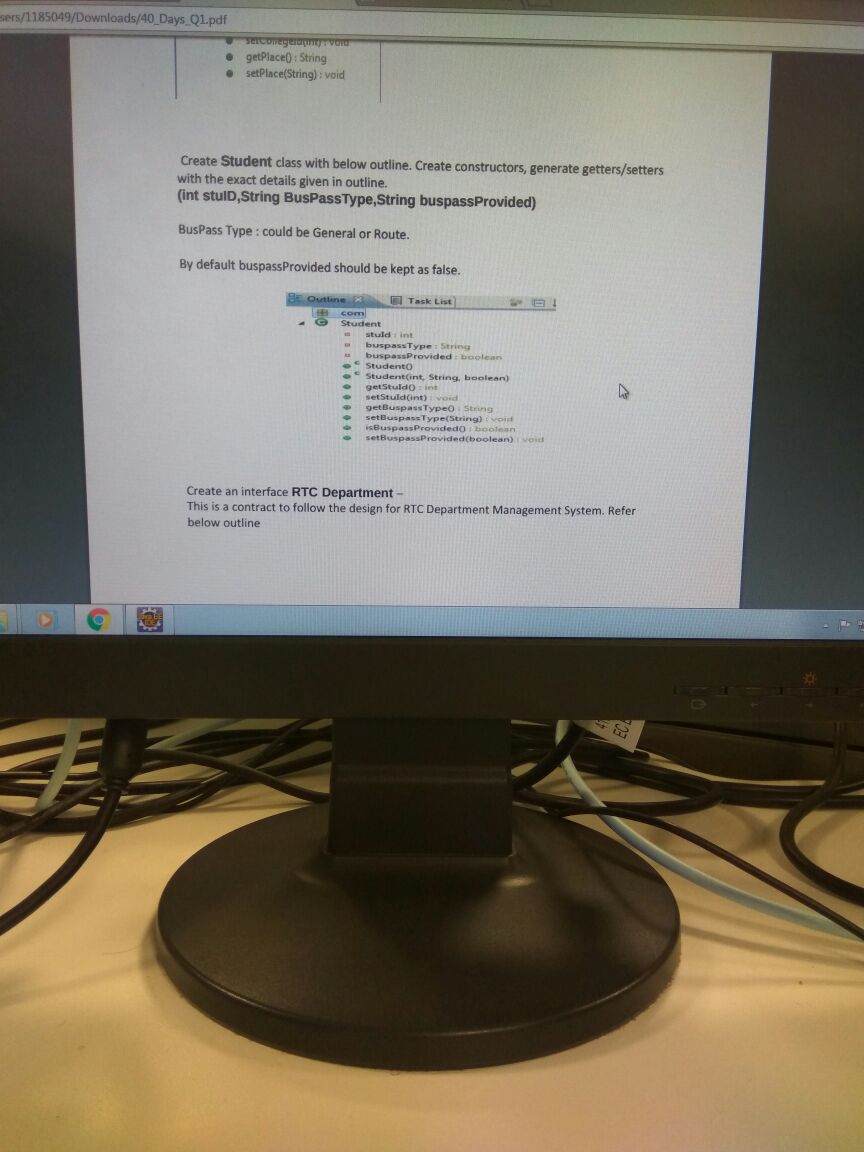 sers/1185049/Downloads/40_Days_Q1.pdf
setCollegeId(int) : void
getPlace() : String
setPlace(String) : void
Create Student class with below outline. Create constructors, generate getters/setters
with the exact details given in outline.
(int stuID,String BusPassType,String buspassProvided)
BusPass Type : could be General or Route.
By default buspassProvided should be kept as false.
Outline Task List
com
Student
stuId : int
buspassType : String
buspassProvided : boolean
Student()
Student(int, String, boolean)
getStuId() : int
setStuId(int) : void
getBuspassType() : String
setBuspassType(String) : void
isBuspassProvided() : boolean
setBuspassProvided(boolean) : void
Create an interface RTC Department –
This is a contract to follow the design for RTC Department Management System. Refer
below outline